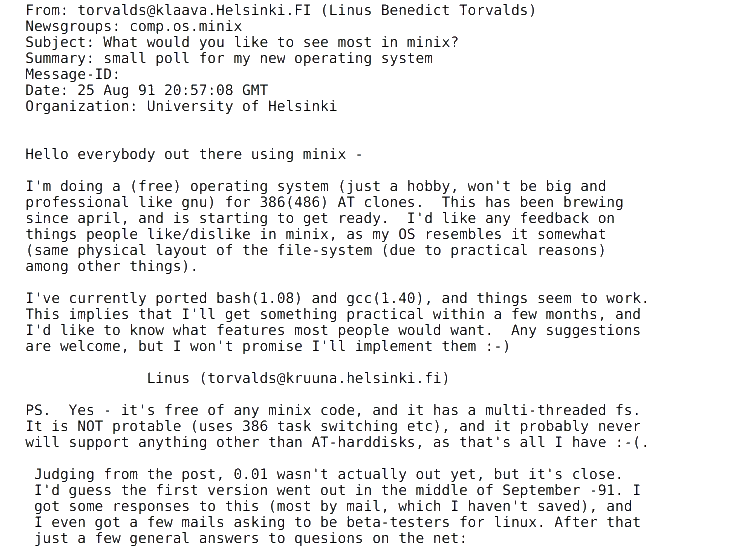 From: torvalds@klaava.Helsinki.FI (Linus Benedict Torvalds)
Newsgroups: comp.os.minix
Subject: What would you like to see most in minix?
Summary: small poll for my new operating system
Message-ID:
Date: 25 Aug 91 20:57:08 GMT
Organization: University of Helsinki
Hello everybody out there using minix -
I'm doing a (free) operating system (just a hobby, won't be big and
professional like gnu) for 386(486) AT clones.  This has been brewing
since april, and is starting to get ready.  I'd like any feedback on
things people like/dislike in minix, as my OS resembles it somewhat
(same physical layout of the file-system (due to practical reasons)
among other things).
I've currently ported bash(1.08) and gcc(1.40), and things seem to work.
This implies that I'll get something practical within a few months, and
I'd like to know what features most people would want.  Any suggestions
are welcome, but I won't promise I'll implement them :-)
Linus (torvalds@kruuna.helsinki.fi)
PS.  Yes - it's free of any minix code, and it has a multi-threaded fs.
It is NOT protable (uses 386 task switching etc), and it probably never
will support anything other than AT-harddisks, as that's all I have :-(.
Judging from the post, 0.01 wasn't actually out yet, but it's close.
I'd guess the first version went out in the middle of September -91. I
got some responses to this (most by mail, which I haven't saved), and
I even got a few mails asking to be beta-testers for linux. After that
just a few general answers to quesions on the net: